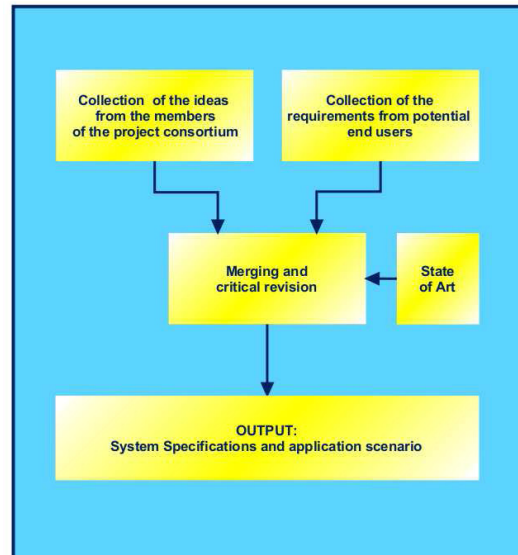 Collection of the ideas
from the members
of the project consortium
Collection of the
requirements from potential
end users
Merging and
critical revision
State
of Art
OUTPUT:
System Specifications and application scenario